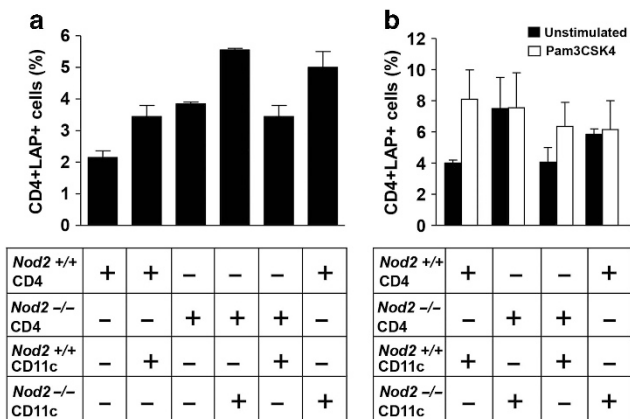 a
CD4+LAP+ cells (%)
6
5
4
3
2
1
0
Nod2 +/+ CD4 + + – – – +
Nod2 –/– CD4 – – + + + –
Nod2 +/+ CD11c – + – – + –
Nod2 –/– CD11c – – – + – +
b
Unstimulated
Pam3CSK4
CD4+LAP+ cells (%)
12
10
8
6
4
2
0
Nod2 +/+ CD4 + – – +
Nod2 –/– CD4 – + + –
Nod2 +/+ CD11c + – + –
Nod2 –/– CD11c – + – +